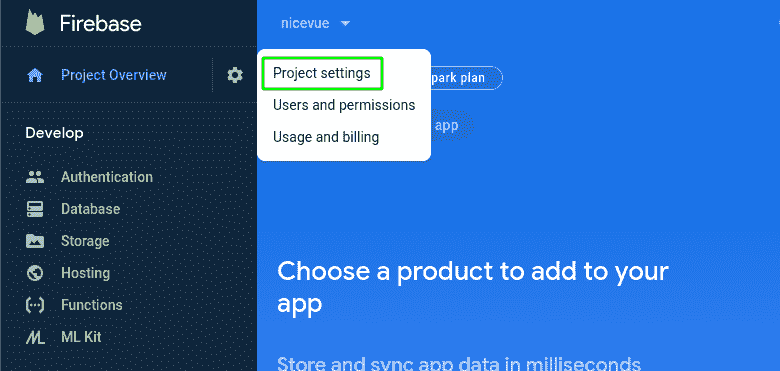 Firebase
nicevue
Project Overview
Project settings
park plan
Users and permissions
app
Usage and billing
Develop
Authentication
Database
Storage
Hosting
Functions
ML Kit
Choose a product to add to your
app
Store and sync app data in milliseconds